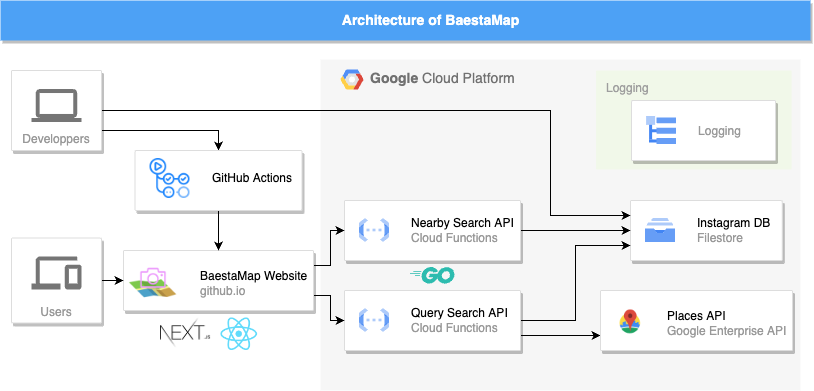 Architecture of BaestaMap
Google Cloud Platform
Logging
Logging
Developpers
GitHub Actions
Nearby Search API
Cloud Functions
Instagram DB
Filestore
GO
BaestaMap Website
github.io
Users
Query Search API
Cloud Functions
Places API
Google Enterprise API
NEXT.JS